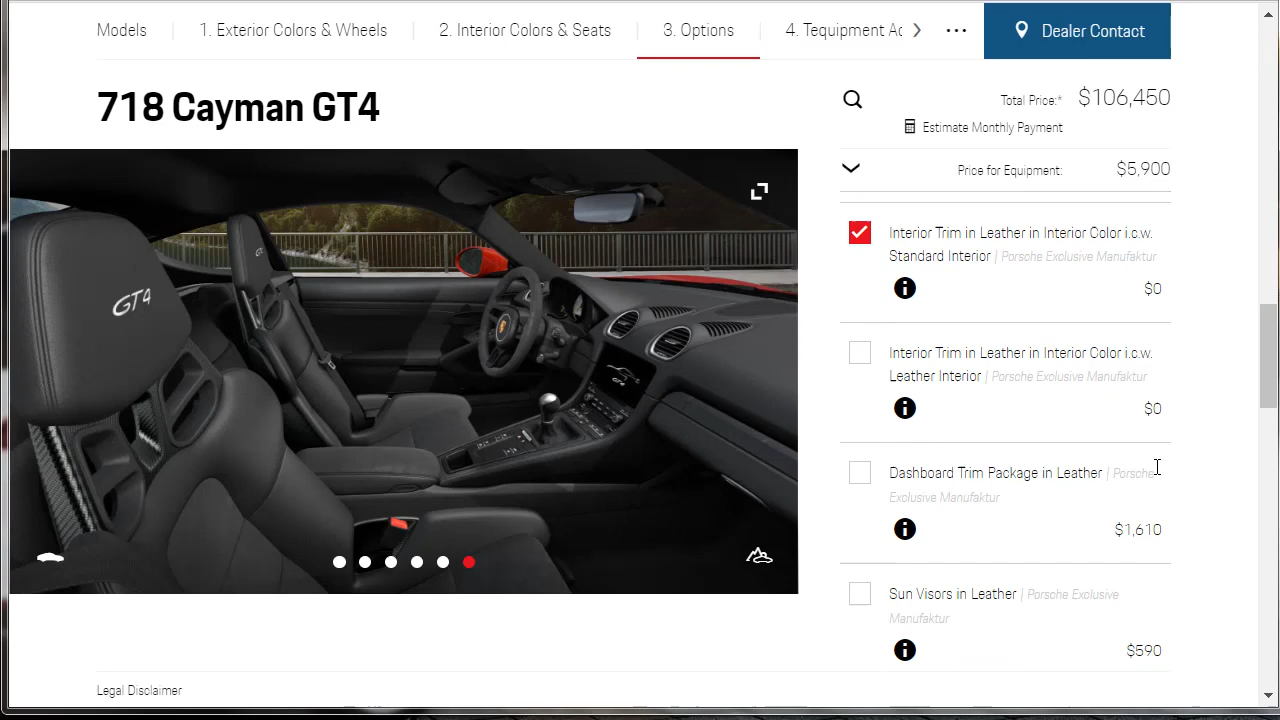 Models
1. Exterior Colors & Wheels
2. Interior Colors & Seats
3. Options
4. Tequipment Ac
Dealer Contact
718 Cayman GT4
Total Price:* $106,450
Estimate Monthly Payment
Price for Equipment: $5,900
GT4
GT4
GT4
Interior Trim in Leather in Interior Color i.c.w.
Standard Interior | Porsche Exclusive Manufaktur
$0
Interior Trim in Leather in Interior Color i.c.w.
Leather Interior | Porsche Exclusive Manufaktur
$0
Dashboard Trim Package in Leather | Porsche
Exclusive Manufaktur
$1,610
Sun Visors in Leather | Porsche Exclusive
Manufaktur
$590
Legal Disclaimer